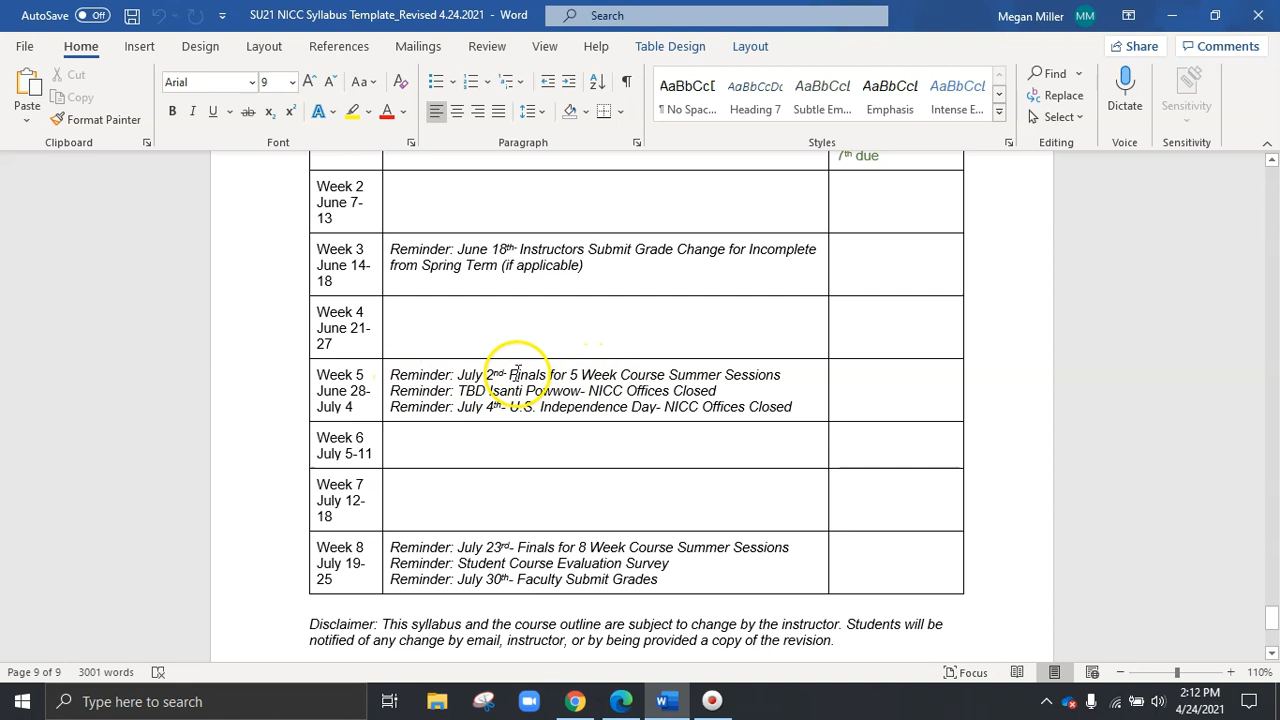 AutoSave Off SU21 NICC Syllabus Template_Revised 4.24.2021 - Word Search Megan Miller MM
File Home Insert Design Layout References Mailings Review View Help Table Design Layout Share Comments
Paste Cut Copy Format Painter
Arial 9 Aa
B I U ab x₂ x² A A
AaBbCcD AaBbCcDc AaBbCcL AaBbCcL AaBbCcL
¶ No Spac... Heading 7 Subtle Em... Emphasis Intense E...
Find Replace Select
Dictate Sensitivity
Clipboard Font Paragraph Styles Editing Voice Sensitivity
7th due
Week 2
June 7-
13
Week 3 Reminder: June 18th- Instructors Submit Grade Change for Incomplete
June 14- from Spring Term (if applicable)
18
Week 4
June 21-
27
Week 5 Reminder: July 2nd- Finals for 5 Week Course Summer Sessions
June 28- Reminder: TBD Isanti Powwow- NICC Offices Closed
July 4 Reminder: July 4th- U.S. Independence Day- NICC Offices Closed
Week 6
July 5-11
Week 7
July 12-
18
Week 8 Reminder: July 23rd- Finals for 8 Week Course Summer Sessions
July 19- Reminder: Student Course Evaluation Survey
25 Reminder: July 30th- Faculty Submit Grades
Disclaimer: This syllabus and the course outline are subject to change by the instructor. Students will be
notified of any change by email, instructor, or by being provided a copy of the revision.
Page 9 of 9 3001 words Focus 110%
Type here to search 2:12 PM
4/24/2021